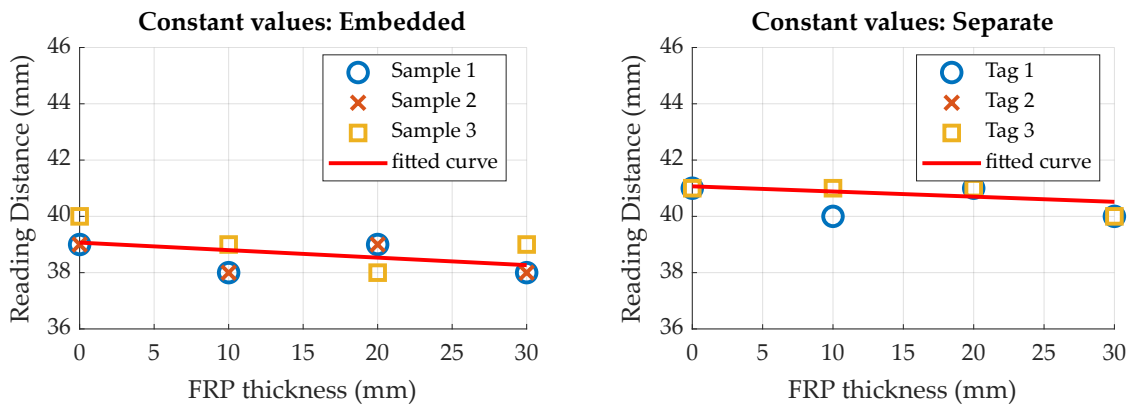 Constant values: Embedded
46
44
42
40
38
36
Reading Distance (mm)
Sample 1
Sample 2
Sample 3
fitted curve
0 5 10 15 20 25 30
FRP thickness (mm)
Constant values: Separate
46
44
42
40
38
36
Reading Distance (mm)
Tag 1
Tag 2
Tag 3
fitted curve
0 5 10 15 20 25 30
FRP thickness (mm)